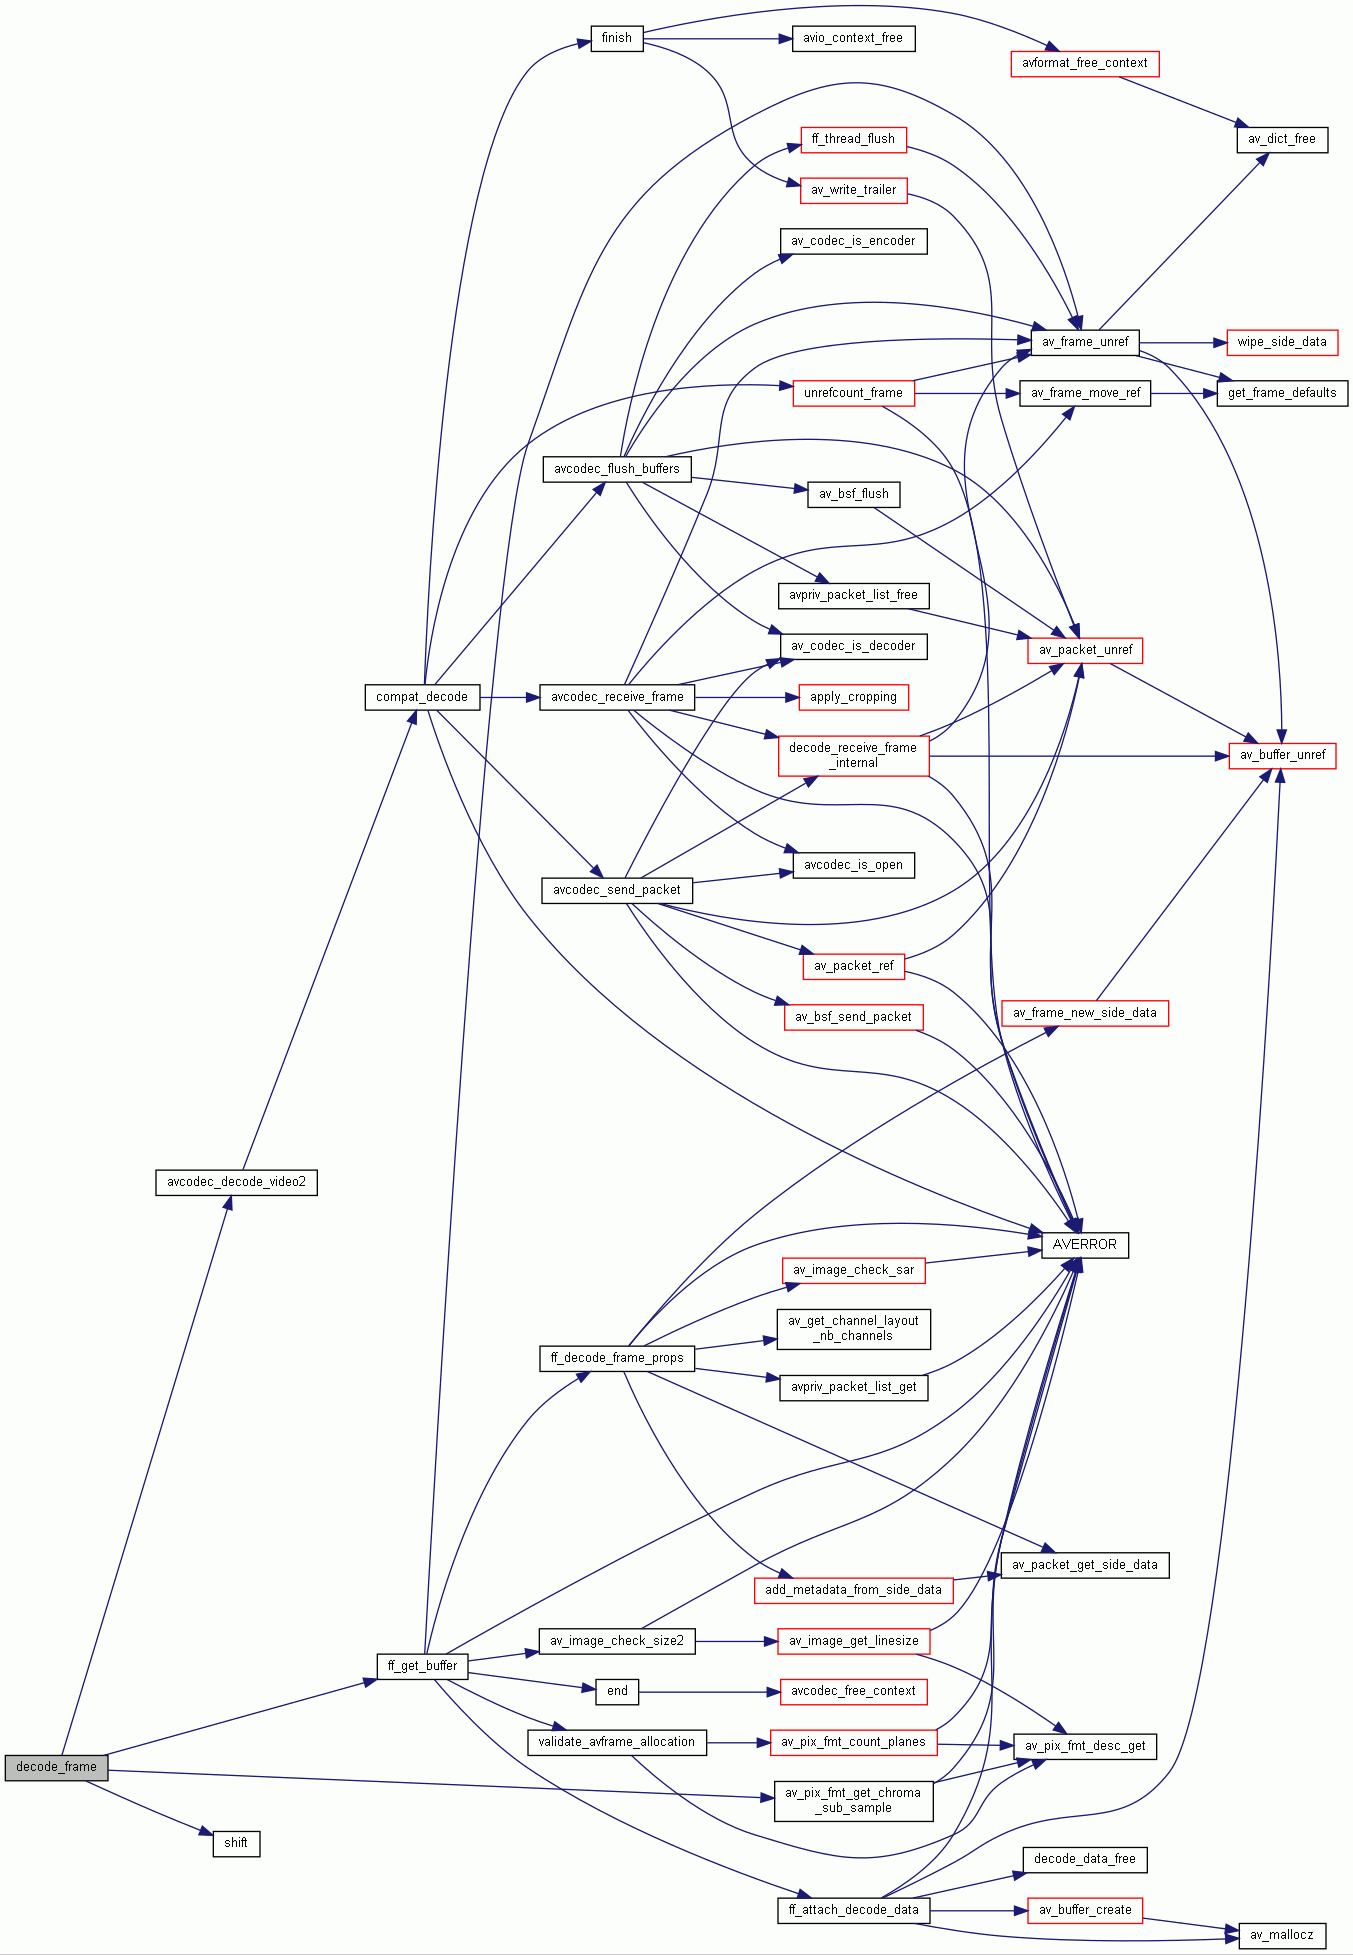 finish
avio_context_free
avformat_free_context
av_dict_free
ff_thread_flush
av_write_trailer
av_codec_is_encoder
av_frame_unref
wipe_side_data
unrefcount_frame
av_frame_move_ref
get_frame_defaults
avcodec_flush_buffers
av_bsf_flush
avpriv_packet_list_free
av_codec_is_decoder
av_packet_unref
compat_decode
avcodec_receive_frame
apply_cropping
decode_receive_frame
_internal
av_buffer_unref
avcodec_is_open
avcodec_send_packet
av_packet_ref
av_bsf_send_packet
av_frame_new_side_data
avcodec_decode_video2
AVERROR
av_image_check_sar
av_get_channel_layout
_nb_channels
ff_decode_frame_props
avpriv_packet_list_get
av_packet_get_side_data
add_metadata_from_side_data
av_image_check_size2
av_image_get_linesize
ff_get_buffer
end
avcodec_free_context
validate_avframe_allocation
av_pix_fmt_count_planes
av_pix_fmt_desc_get
decode_frame
av_pix_fmt_get_chroma
_sub_sample
shift
decode_data_free
ff_attach_decode_data
av_buffer_create
av_mallocz